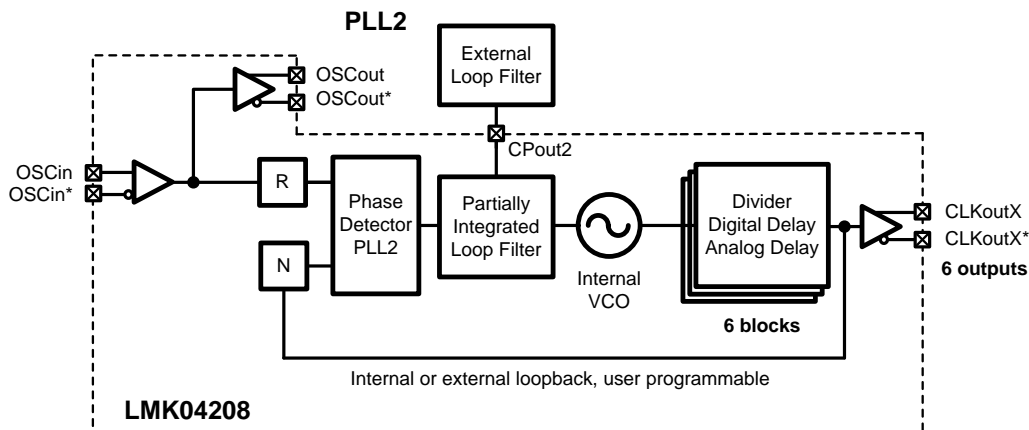 PLL2
External
Loop Filter
OSCout
OSCout*
CPout2
OSCin
OSCin*
R
N
Phase
Detector
PLL2
Partially
Integrated
Loop Filter
Internal
VCO
Divider
Digital Delay
Analog Delay
6 blocks
CLKoutX
CLKoutX*
6 outputs
Internal or external loopback, user programmable
LMK04208